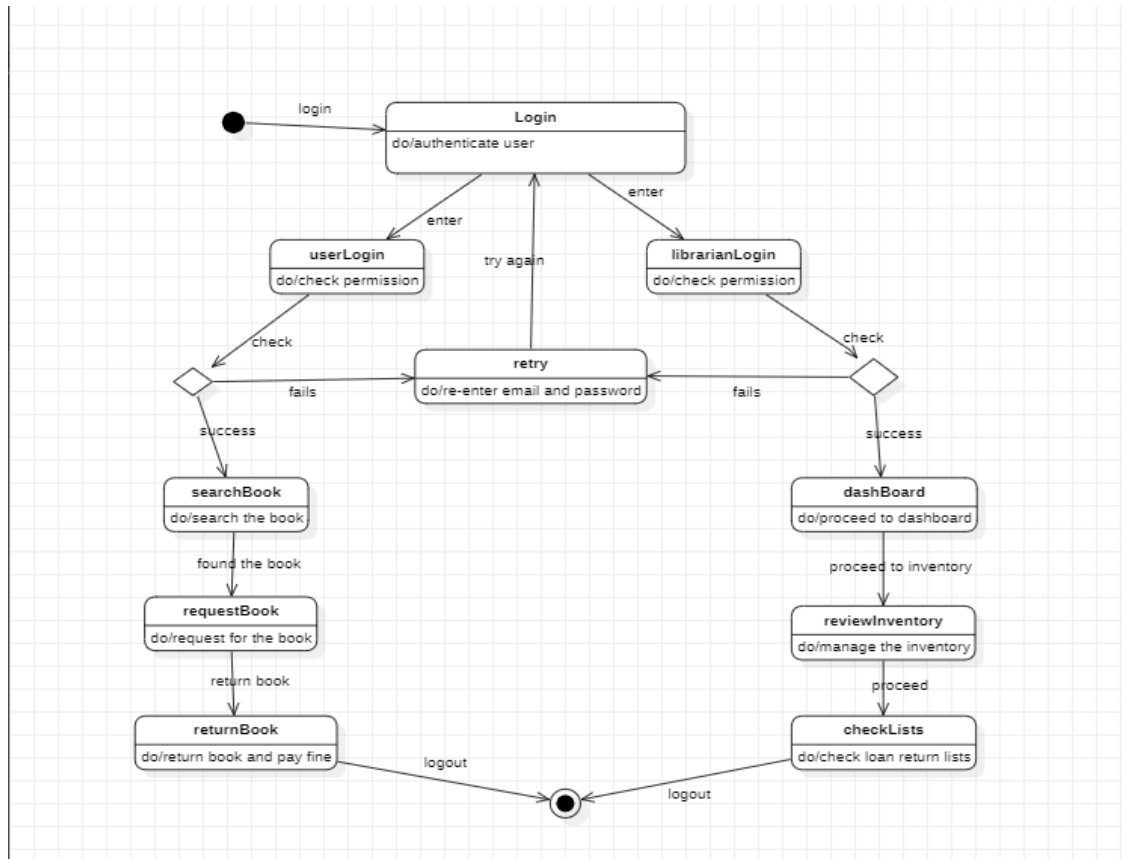 login
Login
do/authenticate user
enter
enter
userLogin
do/check permission
try again
librarianLogin
do/check permission
check
check
retry
do/re-enter email and password
fails
fails
success
success
searchBook
do/search the book
dashBoard
do/proceed to dashboard
found the book
proceed to inventory
requestBook
do/request for the book
reviewInventory
do/manage the inventory
return book
proceed
returnBook
do/return book and pay fine
checkLists
do/check loan return lists
logout
logout